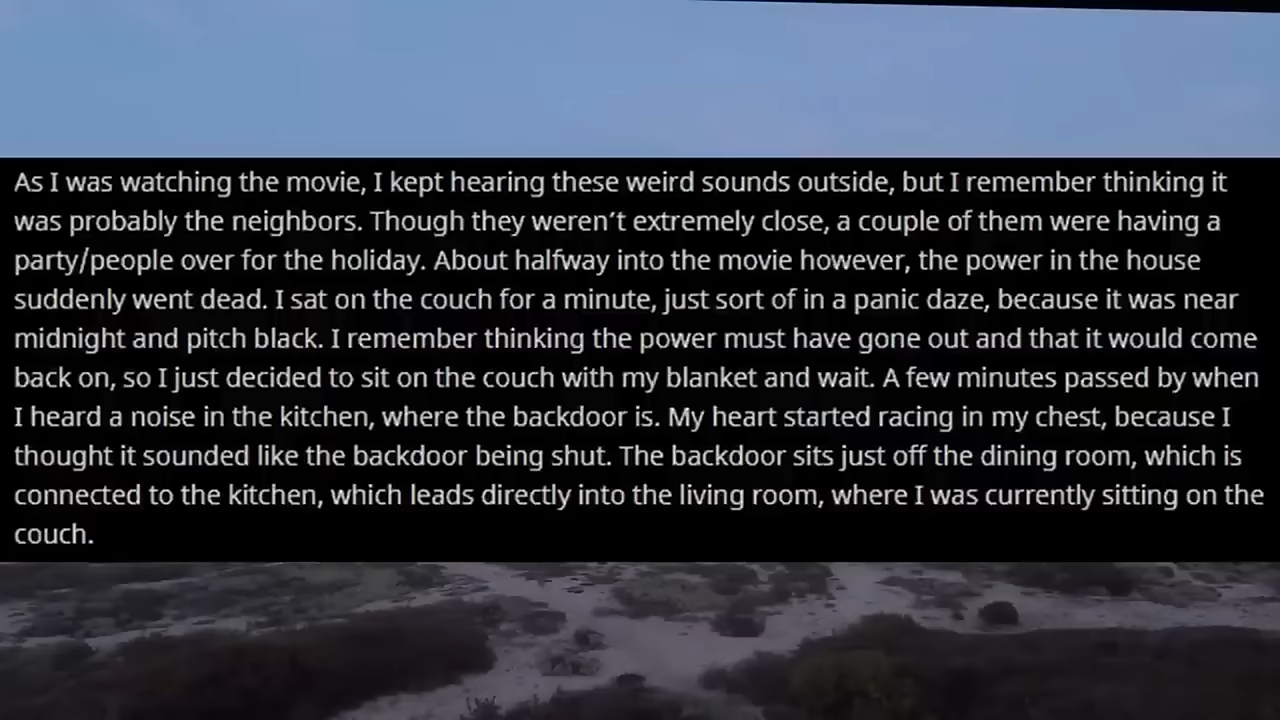 As I was watching the movie, I kept hearing these weird sounds outside, but I remember thinking it
was probably the neighbors. Though they weren’t extremely close, a couple of them were having a
party/people over for the holiday. About halfway into the movie however, the power in the house
suddenly went dead. I sat on the couch for a minute, just sort of in a panic daze, because it was near
midnight and pitch black. I remember thinking the power must have gone out and that it would come
back on, so I just decided to sit on the couch with my blanket and wait. A few minutes passed by when
I heard a noise in the kitchen, where the backdoor is. My heart started racing in my chest, because I
thought it sounded like the backdoor being shut. The backdoor sits just off the dining room, which is
connected to the kitchen, which leads directly into the living room, where I was currently sitting on the
couch.